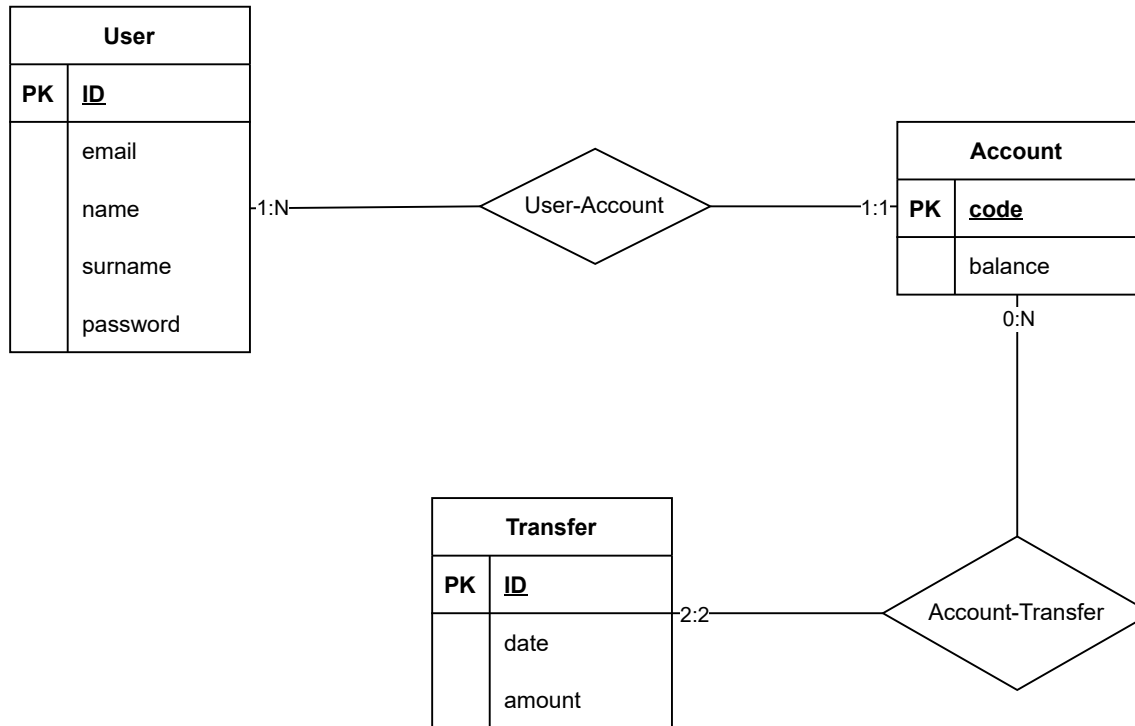 User
PK ID
email
name
surname
password
1:N
User-Account
1:1
Account
PK code
balance
0:N
Transfer
PK ID
date
amount
2:2
Account-Transfer